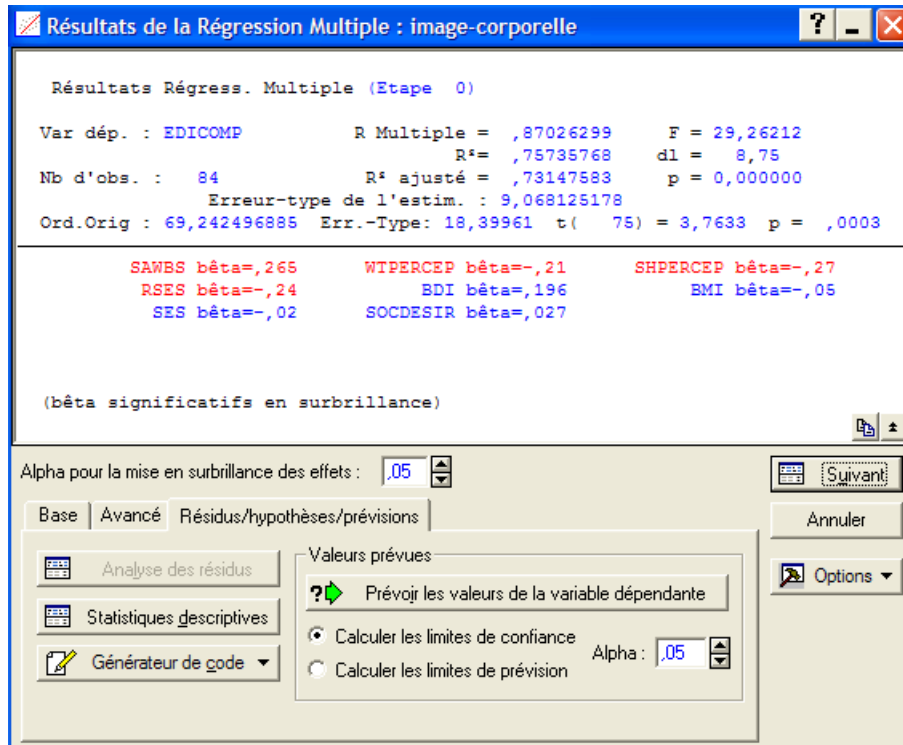 Résultats de la Régression Multiple : image-corporelle
Résultats Régress. Multiple (Etape 0)
Var dép. : EDICOMP R Multiple = ,87026299 F = 29,26212
R²= ,75735768 dl = 8,75
Nb d'obs. : 84 R² ajusté = ,73147583 p = 0,000000
Erreur-type de l'estim. : 9,068125178
Ord.Orig : 69,242496885 Err.-Type: 18,39961 t( 75) = 3,7633 p = ,0003
SAWBS bêta=,265 WTPERCEP bêta=-,21 SHPERCEP bêta=-,27
RSES bêta=-,24 BDI bêta=,196 BMI bêta=-,05
SES bêta=-,02 SOCDESIR bêta=,027
(bêta significatifs en surbrillance)
Alpha pour la mise en surbrillance des effets : ,05
Suivant
Base Avancé Résidus/hypothèses/prévisions
Annuler
Options
Analyse des résidus
Statistiques descriptives
Générateur de code
Valeurs prévues
Prévoir les valeurs de la variable dépendante
Calculer les limites de confiance
Calculer les limites de prévision
Alpha : ,05